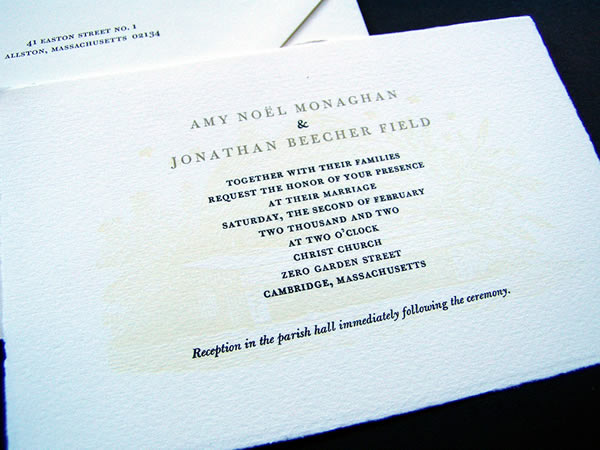 41 EASTON STREET NO. 1
ALLSTON, MASSACHUSETTS 02134
AMY NOËL MONAGHAN
&
JONATHAN BEECHER FIELD
TOGETHER WITH THEIR FAMILIES
REQUEST THE HONOR OF YOUR PRESENCE
AT THEIR MARRIAGE
SATURDAY, THE SECOND OF FEBRUARY
TWO THOUSAND AND TWO
AT TWO O'CLOCK
CHRIST CHURCH
ZERO GARDEN STREET
CAMBRIDGE, MASSACHUSETTS
Reception in the parish hall immediately following the ceremony.